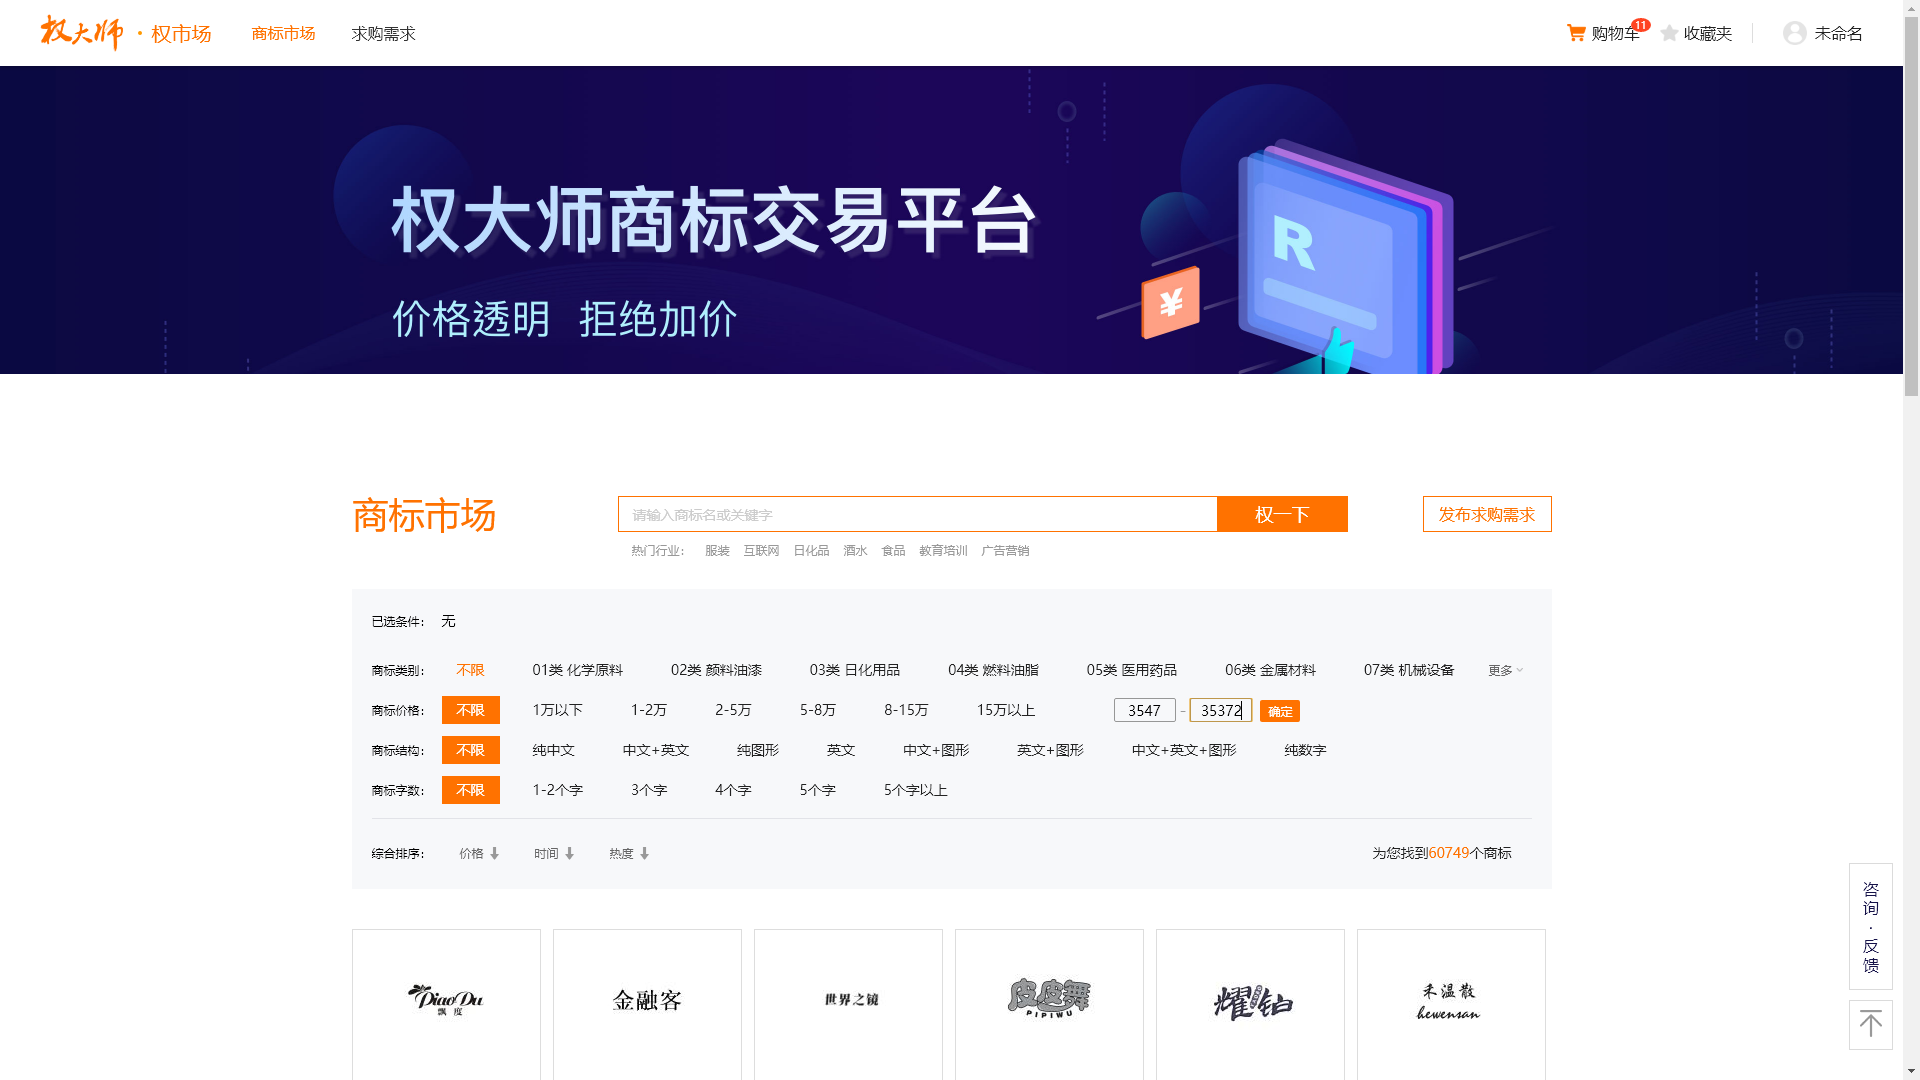 权大师 · 权市场 商标市场 求购需求 购物车 11 收藏夹 未命名
权大师商标交易平台
价格透明 拒绝加价
R
¥
商标市场 请输入商标名或关键字 权一下 发布求购需求
热门行业： 服装 互联网 日化品 酒水 食品 教育培训 广告营销
已选条件： 无
商标类别： 不限 01类 化学原料 02类 颜料油漆 03类 日化用品 04类 燃料油脂 05类 医用药品 06类 金属材料 07类 机械设备 更多
商标价格： 不限 1万以下 1-2万 2-5万 5-8万 8-15万 15万以上 3547 - 35372 确定
商标结构： 不限 纯中文 中文+英文 纯图形 英文 中文+图形 英文+图形 中文+英文+图形 纯数字
商标字数： 不限 1-2个字 3个字 4个字 5个字 5个字以上
综合排序： 价格 时间 热度 为您找到60749个商标
咨询·反馈
PiaoDu
飘度
金融客
世界之镜
皮皮舞
PIPIWU
耀铂
禾温散
hewensan